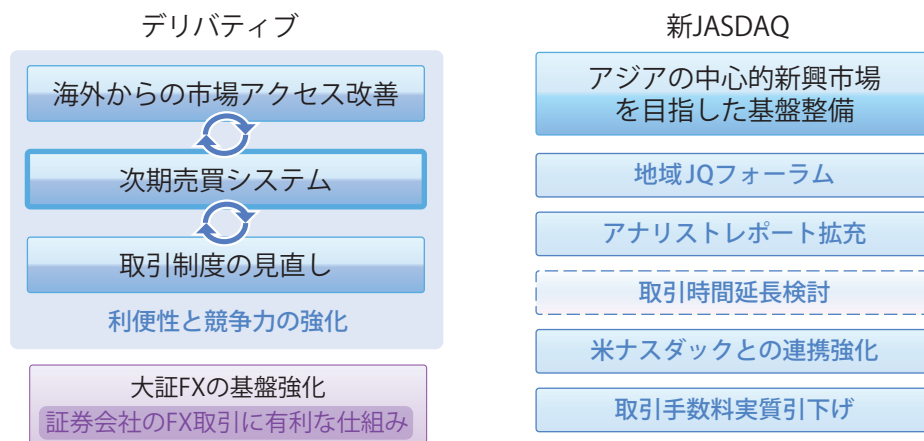 デリバティブ
海外からの市場アクセス改善
次期売買システム
取引制度の見直し
利便性と競争力の強化
大証FXの基盤強化
証券会社のFX取引に有利な仕組み
新JASDAQ
アジアの中心的新興市場
を目指した基盤整備
地域JQフォーラム
アナリストレポート拡充
取引時間延長検討
米ナスダックとの連携強化
取引手数料実質引下げ